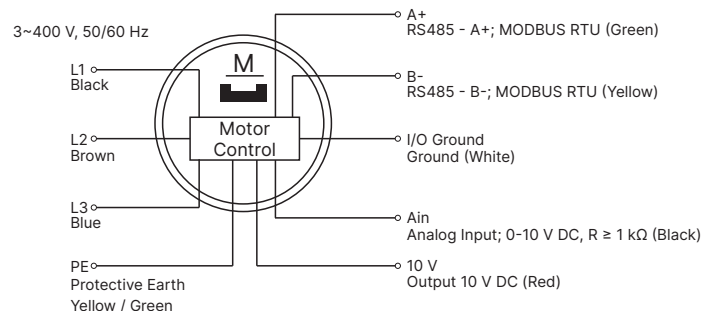 3~400 V, 50/60 Hz
L1
Black
L2
Brown
L3
Blue
PE
Protective Earth
Yellow / Green
M
Motor
Control
A+
RS485 - A+; MODBUS RTU (Green)
B-
RS485 - B-; MODBUS RTU (Yellow)
I/O Ground
Ground (White)
Ain
Analog Input; 0-10 V DC, R ≥ 1 kΩ (Black)
10 V
Output 10 V DC (Red)